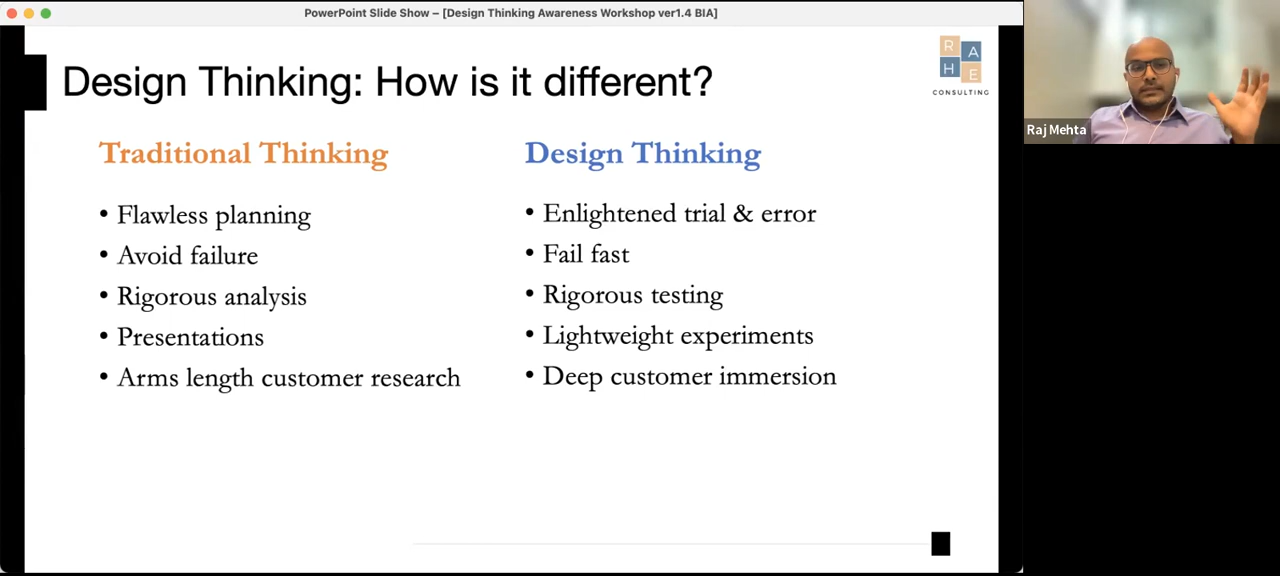 PowerPoint Slide Show – [Design Thinking Awareness Workshop ver1.4 BIA]
Design Thinking: How is it different?
R
A
H
E
CONSULTING
Raj Mehta
Traditional Thinking
• Flawless planning
• Avoid failure
• Rigorous analysis
• Presentations
• Arms length customer research
Design Thinking
• Enlightened trial & error
• Fail fast
• Rigorous testing
• Lightweight experiments
• Deep customer immersion